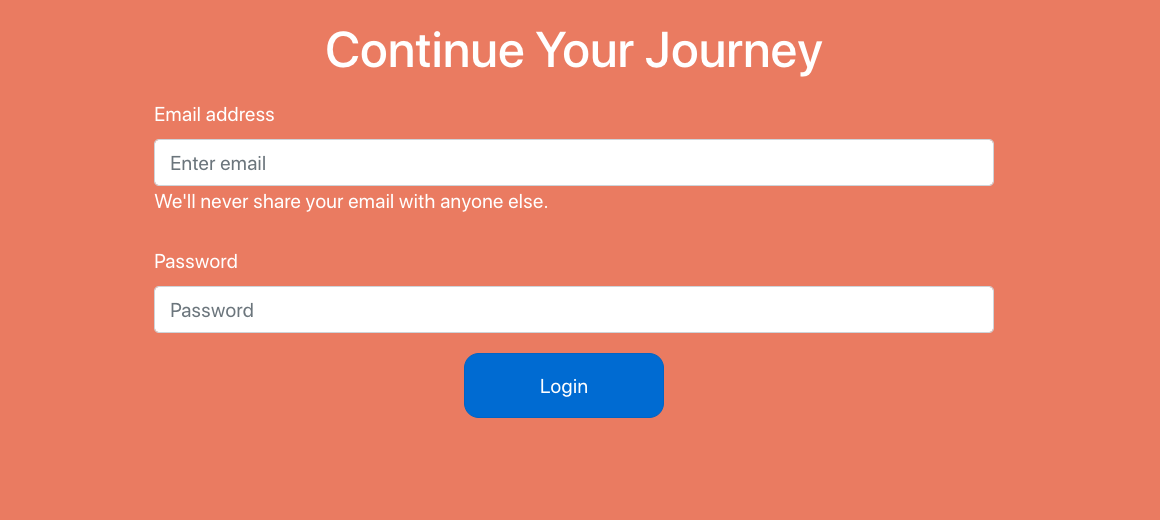 Continue Your Journey
Email address
Enter email
We'll never share your email with anyone else.
Password
Password
Login